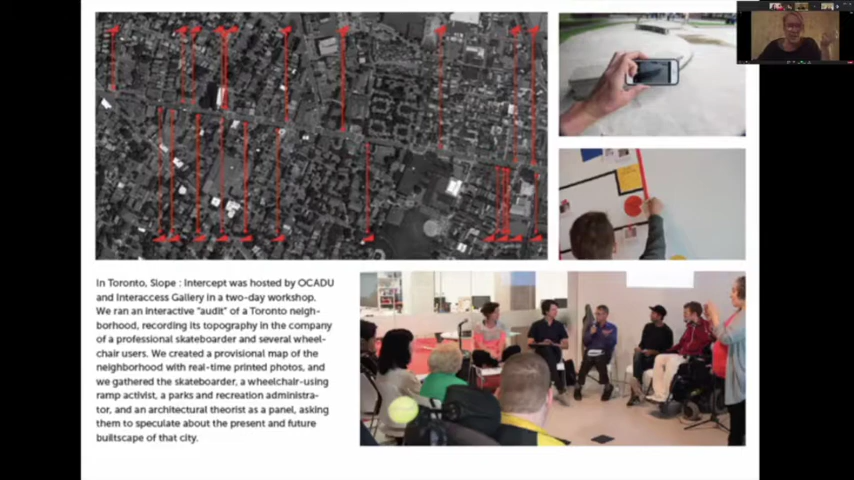 In Toronto, Slope : Intercept was hosted by OCADU
and Interaccess Gallery in a two-day workshop.
We ran an interactive "audit" of a Toronto neigh-
borhood, recording its topography in the company
of a professional skateboarder and several wheel-
chair users. We created a provisional map of the
neighborhood with real-time printed photos, and
we gathered the skateboarder, a wheelchair-using
ramp activist, a parks and recreation administra-
tor, and an architectural theorist as a panel, asking
them to speculate about the present and future
builtscape of that city.